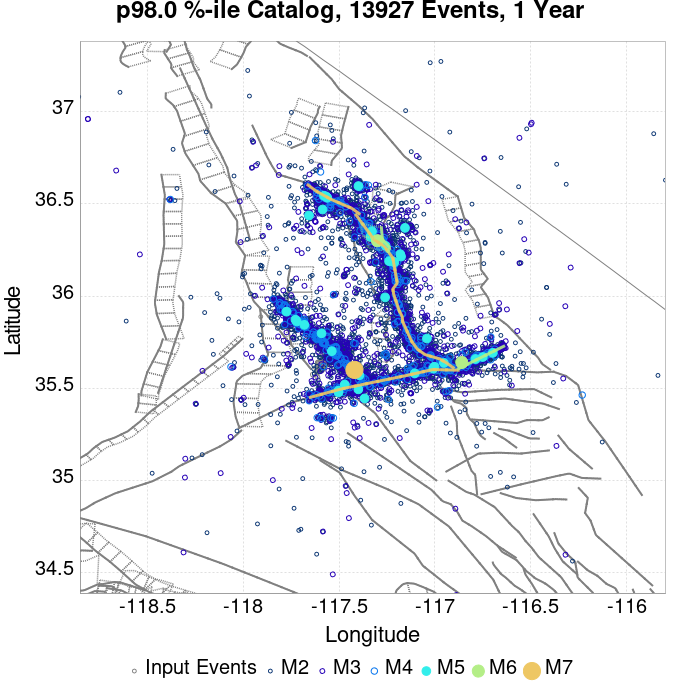 p98.0 %-ile Catalog, 13927 Events, 1 Year
37
36.5
36
35.5
35
34.5
Latitude
-118.5 -118 -117.5 -117 -116.5 -116
Longitude
Input Events M2 M3 M4 M5 M6 M7